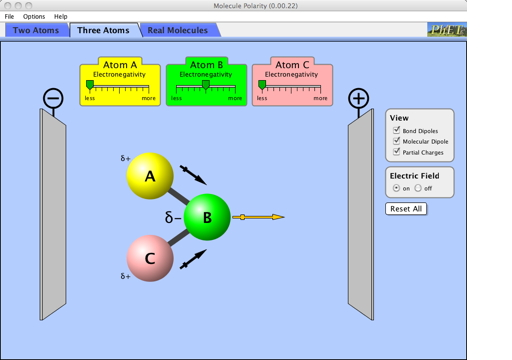 Molecule Polarity (0.00.22)
File Options Help
Two Atoms Three Atoms Real Molecules
PhET
Atom A
Electronegativity
less more
Atom B
Electronegativity
less more
Atom C
Electronegativity
less more
View
Bond Dipoles
Molecular Dipole
Partial Charges
Electric Field
on off
Reset All
δ+
A
δ−
B
C
δ+